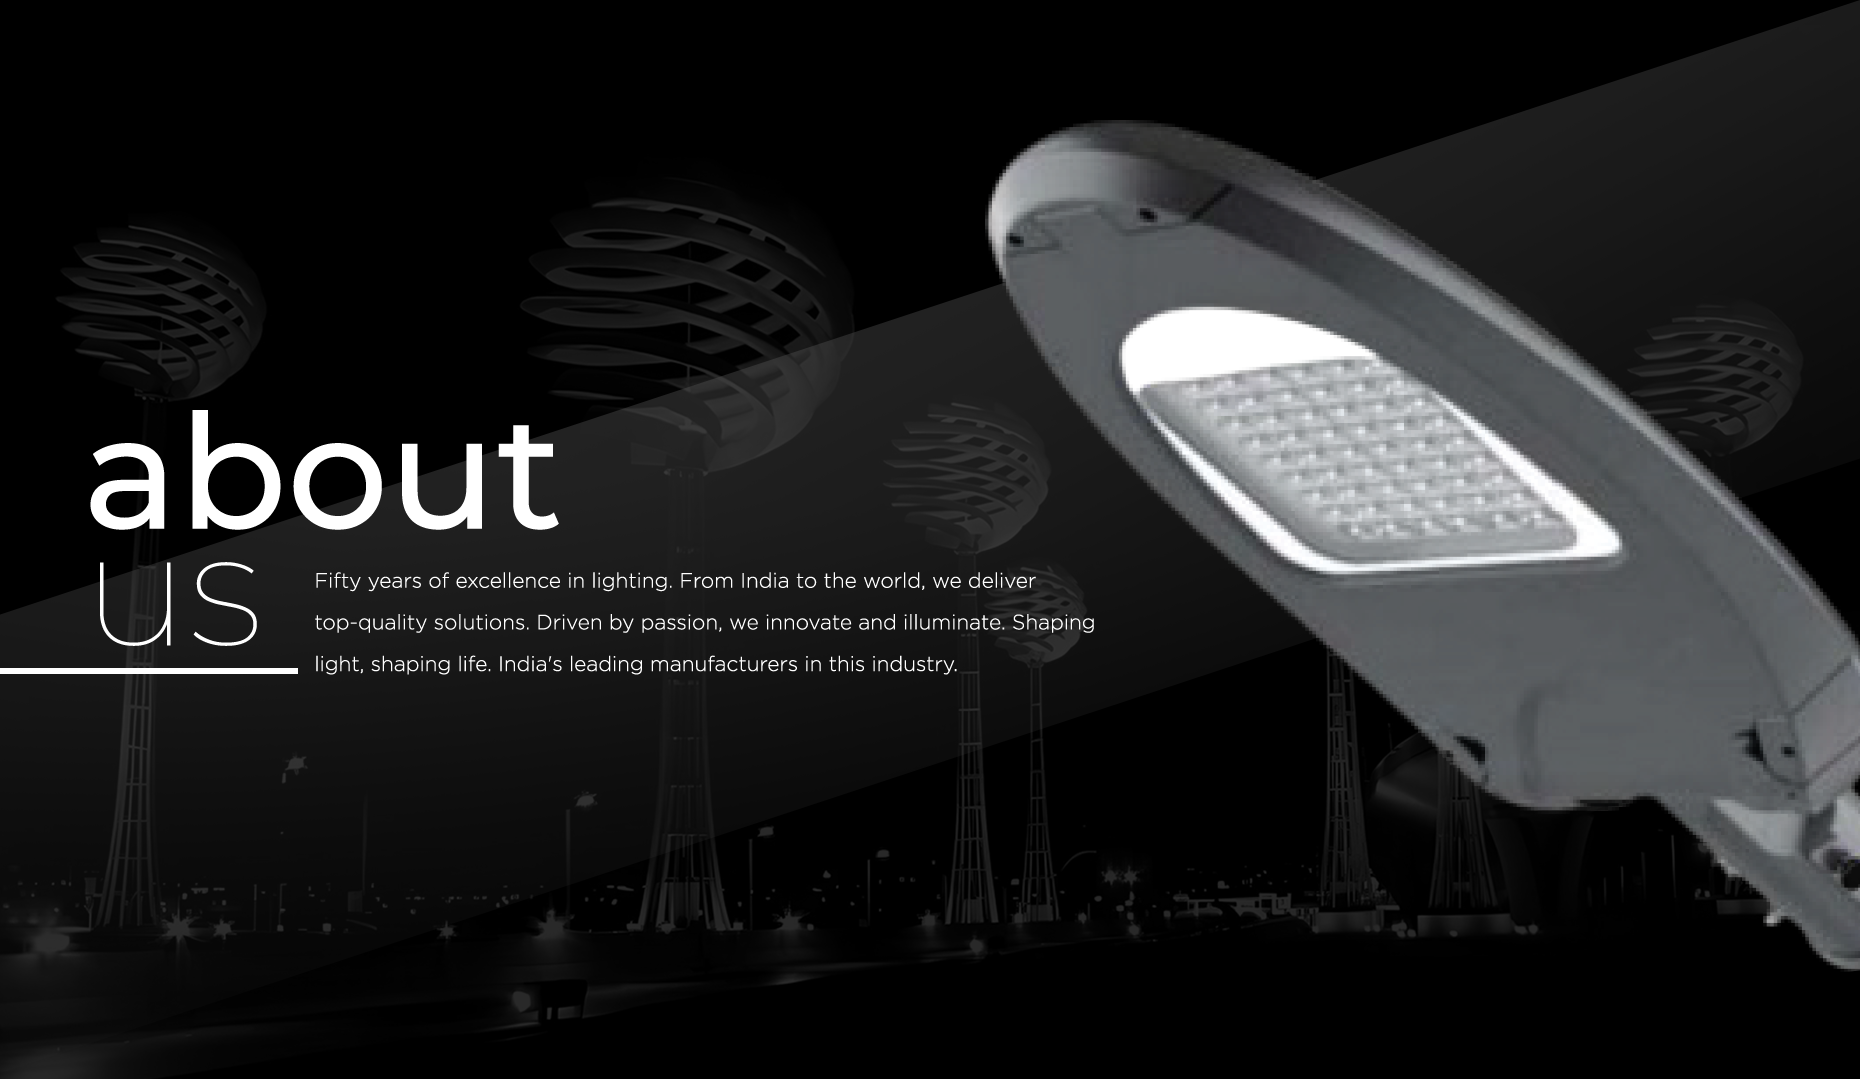 about
us
Fifty years of excellence in lighting. From India to the world, we deliver
top-quality solutions. Driven by passion, we innovate and illuminate. Shaping
light, shaping life. India's leading manufacturers in this industry.